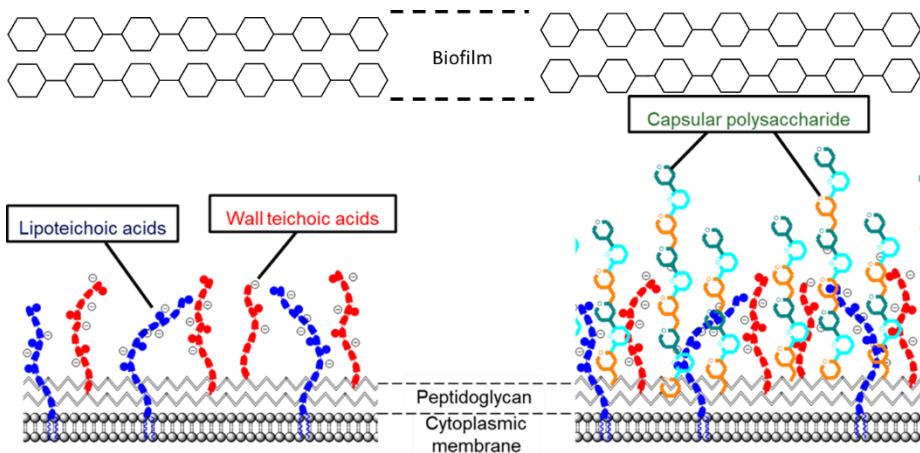 Biofilm
Capsular polysaccharide
Lipoteichoic acids
Wall teichoic acids
Peptidoglycan
Cytoplasmic
membrane